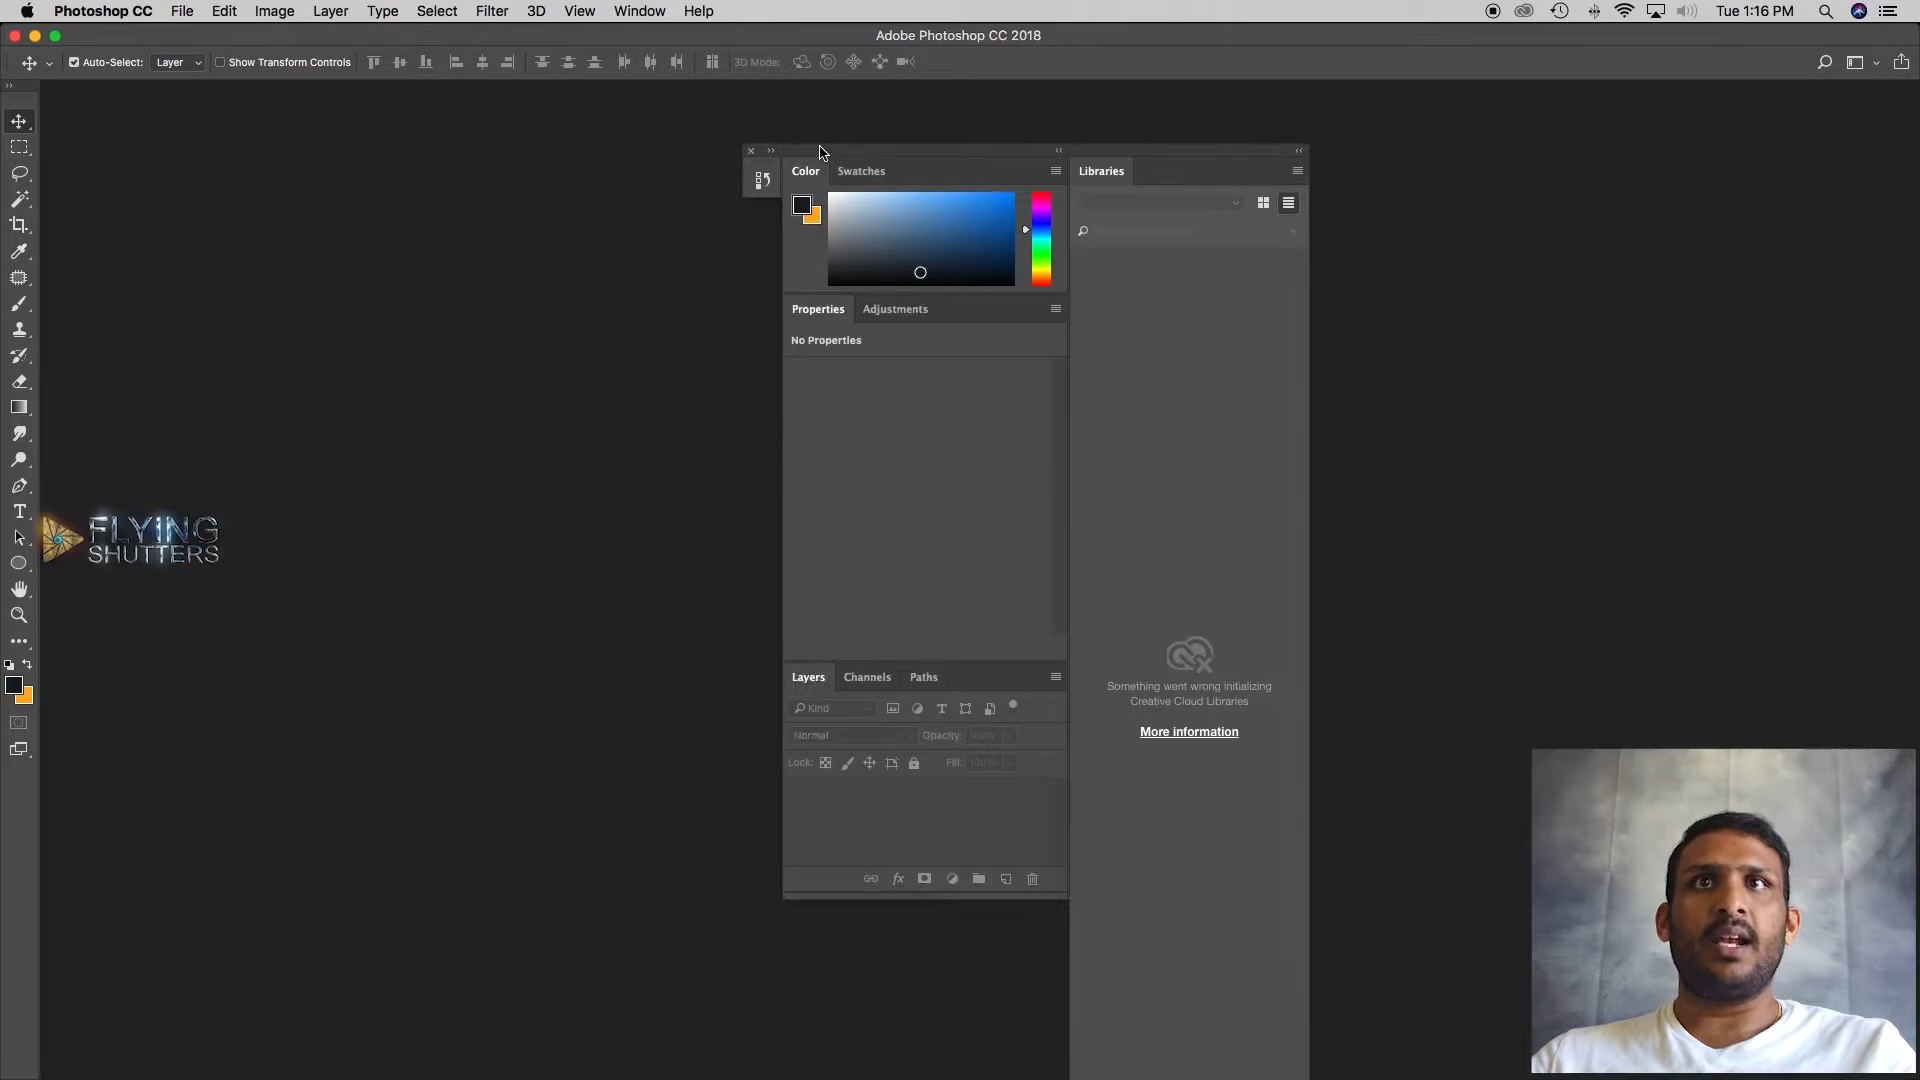 Photoshop CC File Edit Image Layer Type Select Filter 3D View Window Help Tue 1:16 PM
Adobe Photoshop CC 2018
Auto-Select: Layer Show Transform Controls 3D Mode:
Color Swatches Libraries
Properties Adjustments
No Properties
FLYING
SHUTTERS
Something went wrong initializing
Creative Cloud Libraries
More information
Layers Channels Paths
Kind
Normal Opacity: 100%
Lock: Fill: 100%